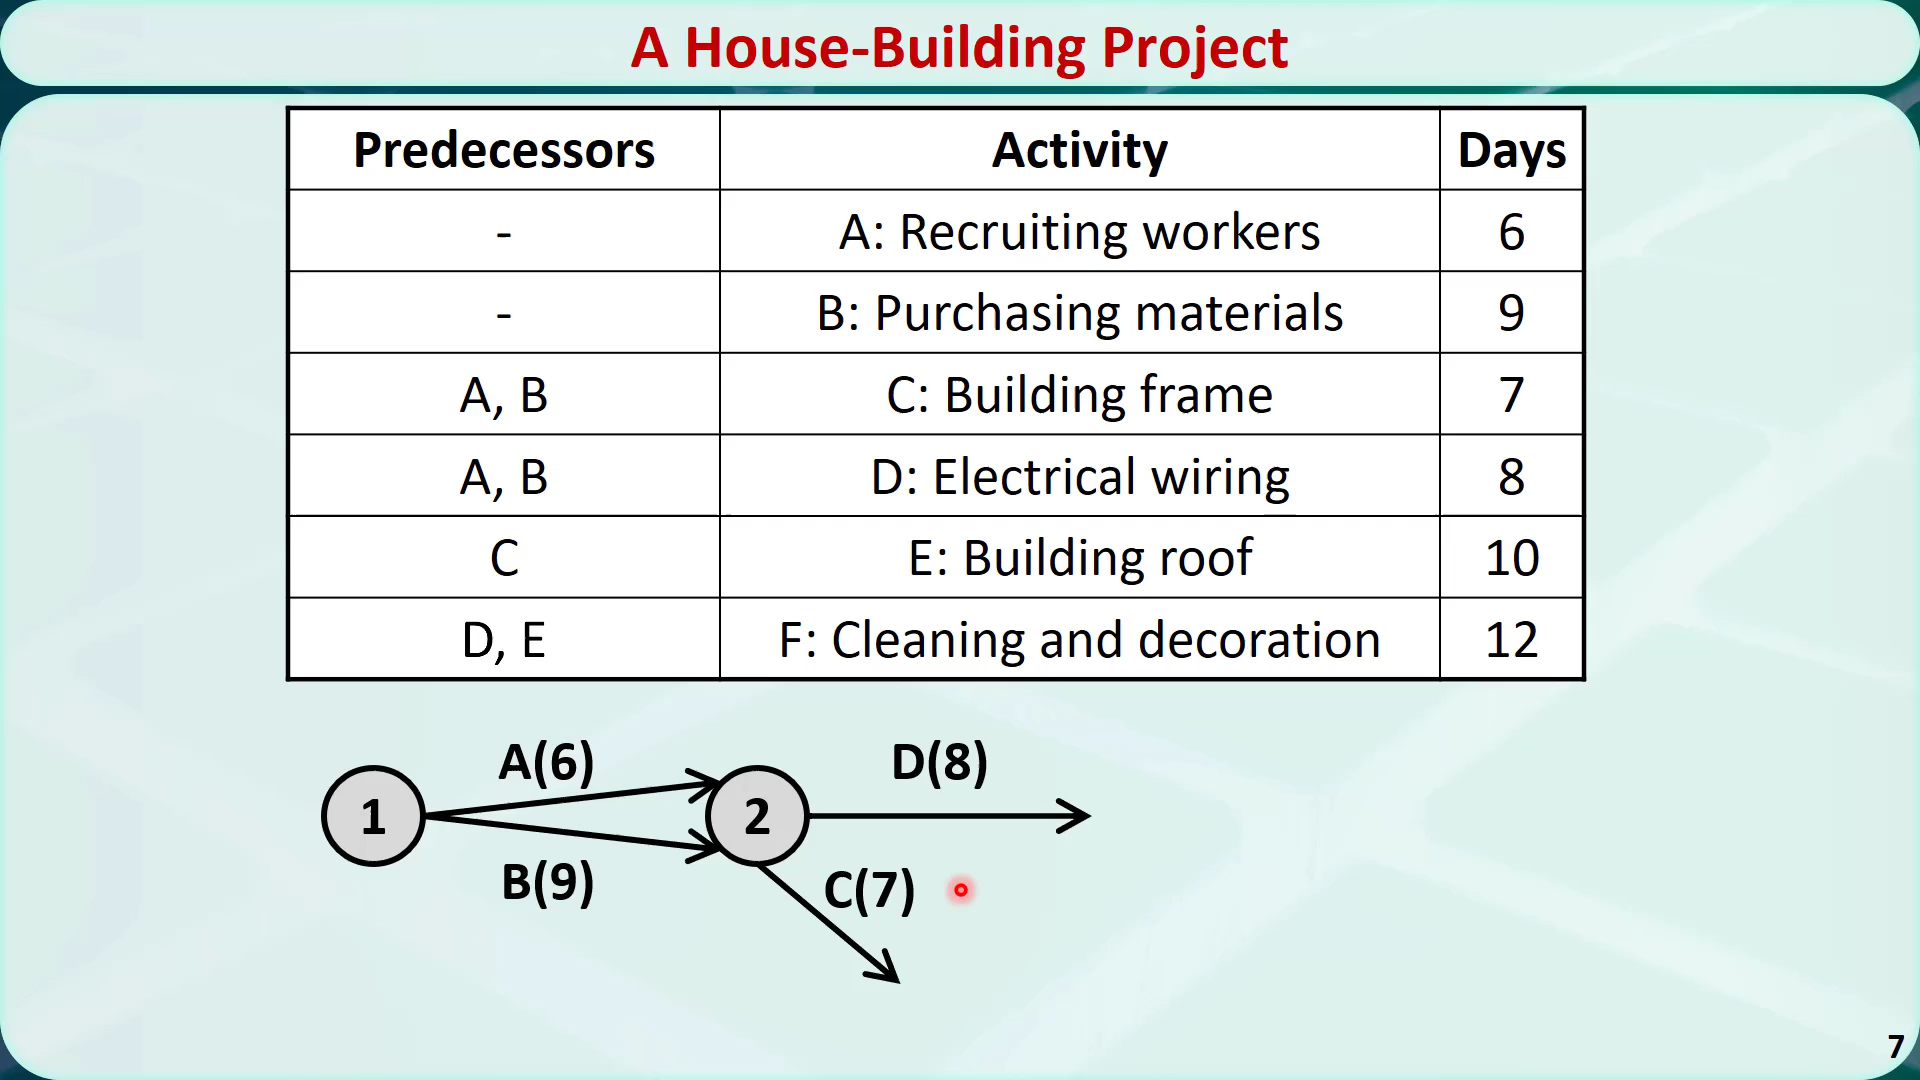 A House-Building Project
Predecessors Activity Days
- A: Recruiting workers 6
- B: Purchasing materials 9
A, B C: Building frame 7
A, B D: Electrical wiring 8
C E: Building roof 10
D, E F: Cleaning and decoration 12
A(6) D(8)
1 2
B(9) C(7)
7